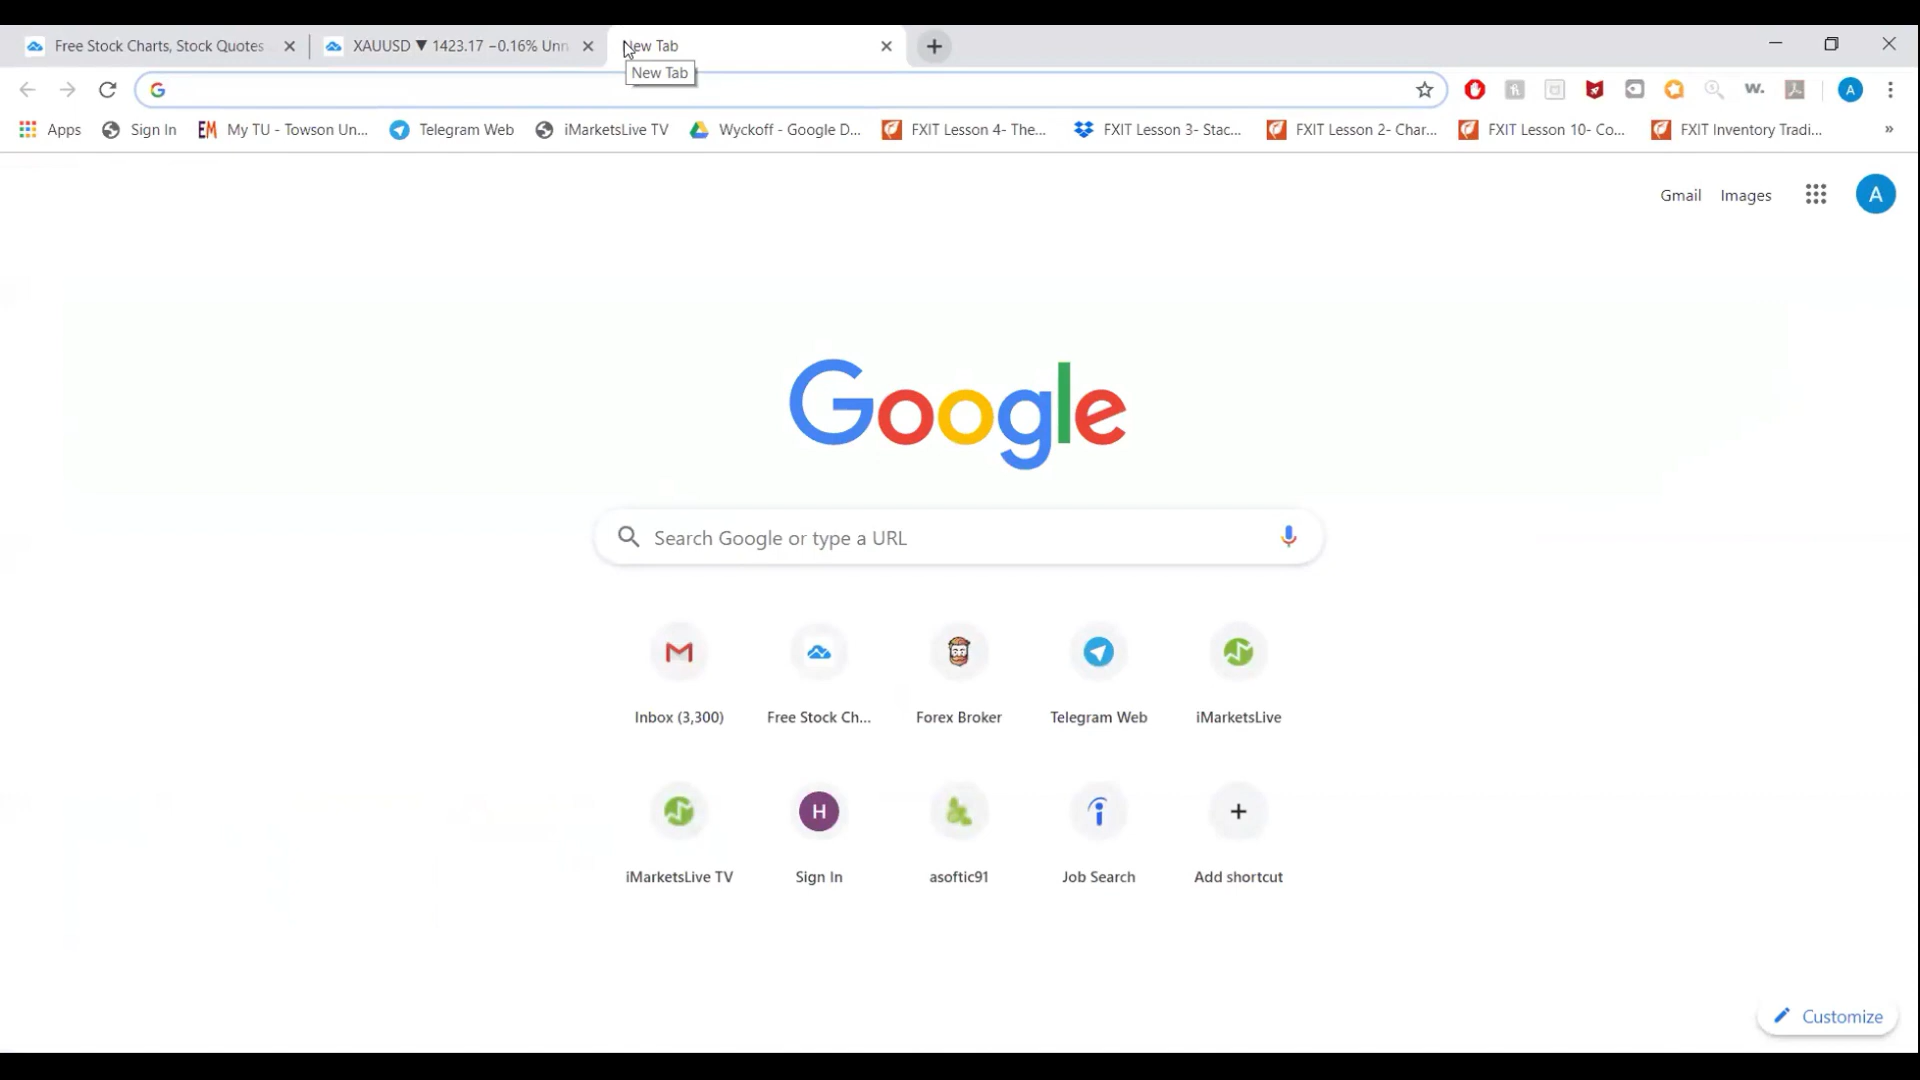 Free Stock Charts, Stock Quotes
XAUUSD ▼ 1423.17 −0.16% Unn
New Tab
New Tab
Apps
Sign In
My TU - Towson Un...
Telegram Web
iMarketsLive TV
Wyckoff - Google D...
FXIT Lesson 4- The...
FXIT Lesson 3- Stac...
FXIT Lesson 2- Char...
FXIT Lesson 10- Co...
FXIT Inventory Tradi...
»
Gmail
Images
A
Google
Search Google or type a URL
Inbox (3,300)
Free Stock Ch...
Forex Broker
Telegram Web
iMarketsLive
H
iMarketsLive TV
Sign In
asoftic91
Job Search
Add shortcut
Customize